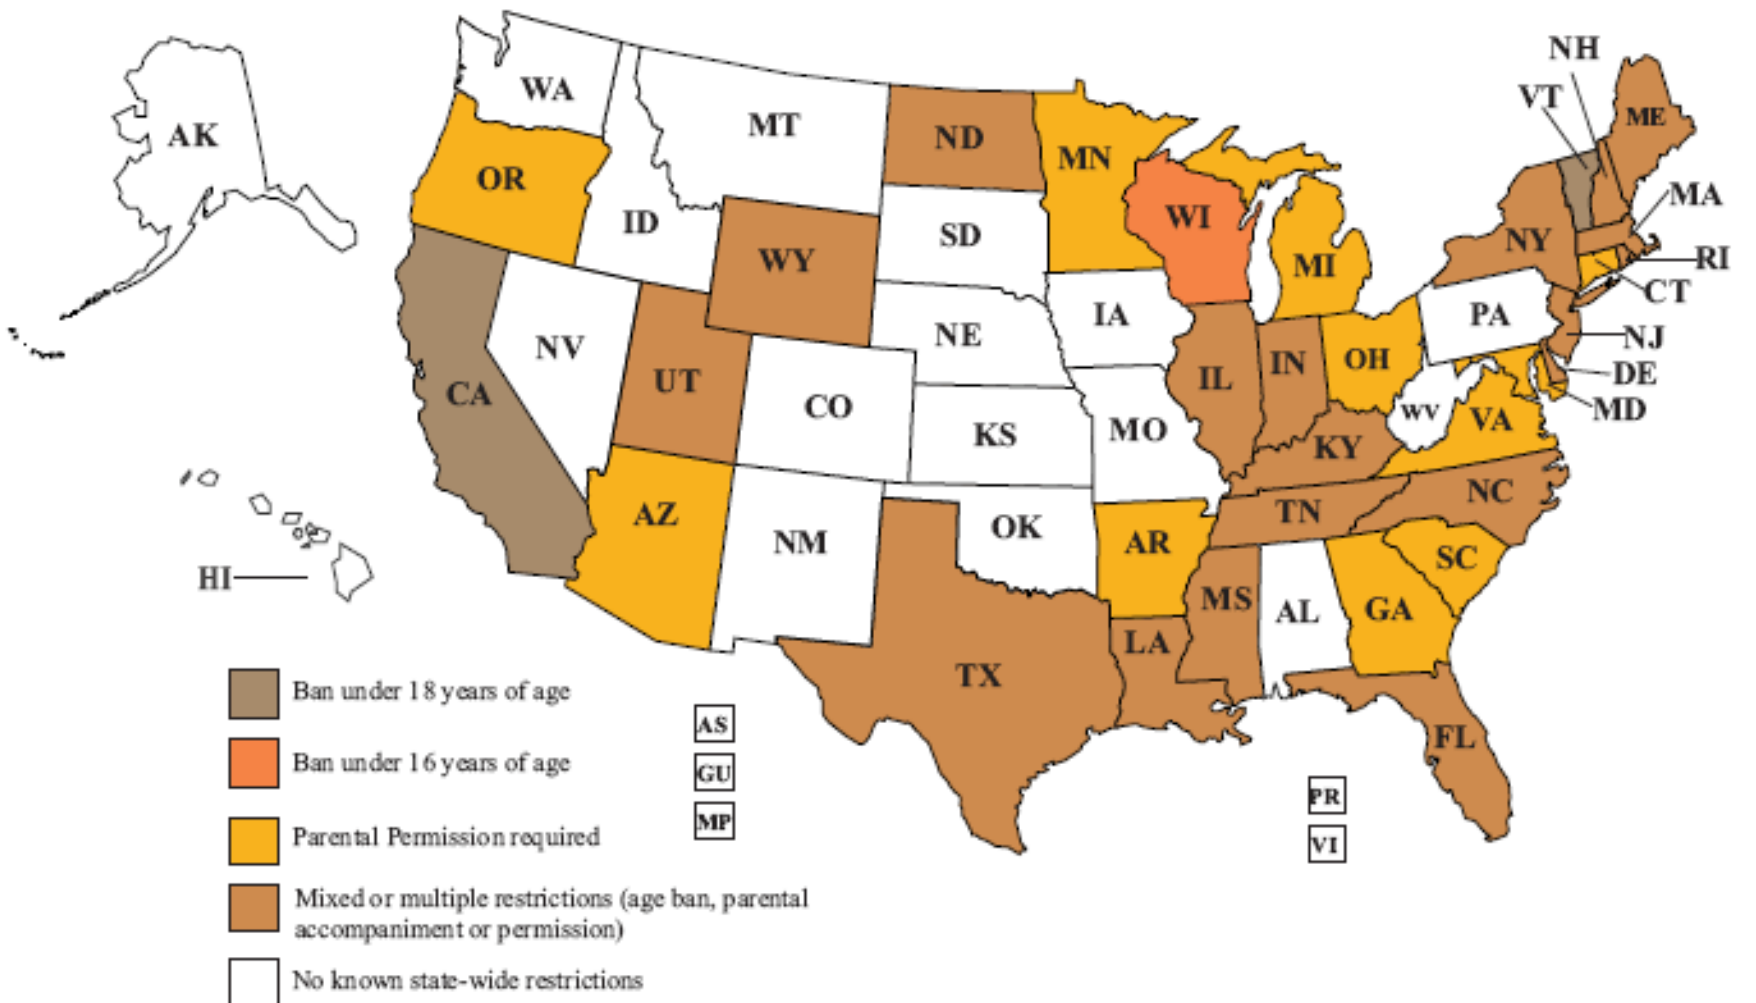 NH
VT
WA
AK
MT
ND
MN
ME
OR
WI
MA
ID
SD
NY
WY
MI
RI
CT
IA
PA
NE
NV
NJ
OH
IN
UT
IL
DE
CA
CO
WV
MD
VA
MO
KS
KY
NC
TN
AZ
OK
NM
AR
SC
HI
MS
GA
AL
LA
TX
Ban under 18 years of age
AS
FL
Ban under 16 years of age
GU
PR
MP
Parental Permission required
VI
Mixed or multiple restrictions (age ban, parental
accompaniment or permission)
No known state-wide restrictions